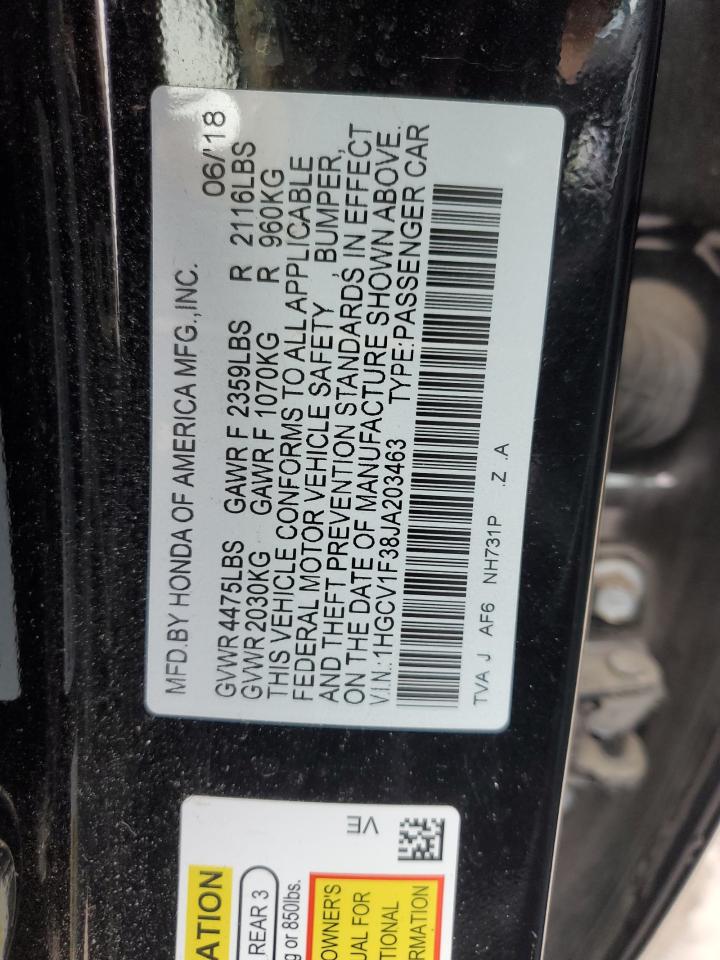 MFD.BY HONDA OF AMERICA MFG.,INC. 06/'18
GVWR 4475LBS GAWR F 2359LBS R 2116LBS
GVWR 2030KG GAWR F 1070KG R 960KG
THIS VEHICLE CONFORMS TO ALL APPLICABLE
FEDERAL MOTOR VEHICLE SAFETY , BUMPER,
AND THEFT PREVENTION STANDARDS, IN EFFECT
ON THE DATE OF MANUFACTURE SHOWN ABOVE.
V.I.N.: 1HGCV1F38JA203463 TYPE:PASSENGER CAR
TVA J AF6 NH731P .Z .A
VE
ATION
REAR 3
g or 850lbs.
OWNER'S
UAL FOR
TIONAL
RMATION